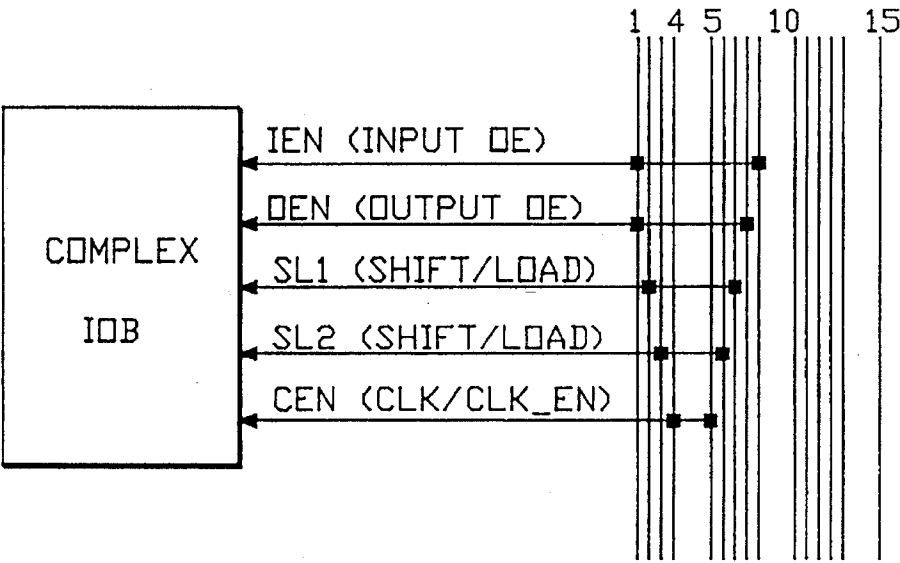 1 4 5 10 15
IEN (INPUT OE)
OEN (OUTPUT OE)
COMPLEX
SL1 (SHIFT/LOAD)
IOB
SL2 (SHIFT/LOAD)
CEN (CLK/CLK_EN)